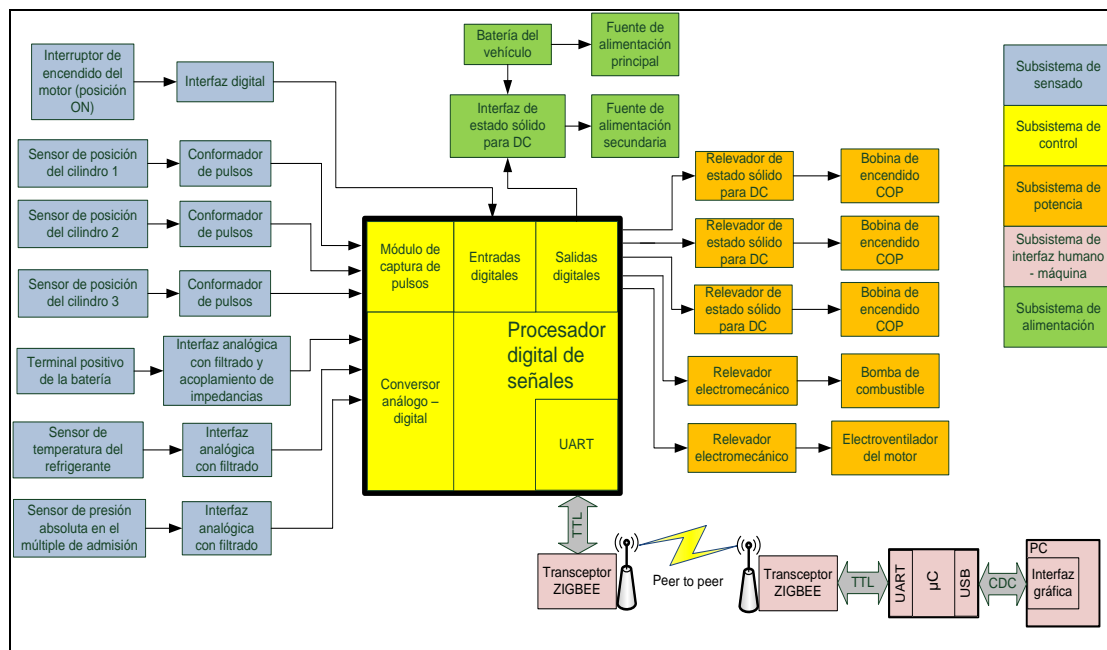 Interruptor de
encendido del
motor (posición
ON)
Interfaz digital
Batería del
vehículo
Fuente de
alimentación
principal
Interfaz de
estado sólido
para DC
Fuente de
alimentación
secundaria
Subsistema de
sensado
Subsistema de
control
Subsistema de
potencia
Subsistema de
interfaz humano
- máquina
Subsistema de
alimentación
Sensor de posición
del cilindro 1
Conformador
de pulsos
Sensor de posición
del cilindro 2
Conformador
de pulsos
Sensor de posición
del cilindro 3
Conformador
de pulsos
Terminal positivo
de la batería
Interfaz analógica
con filtrado y
acoplamiento de
impedancias
Sensor de
temperatura del
refrigerante
Interfaz
analógica
con filtrado
Sensor de presión
absoluta en el
múltiple de admisión
Interfaz
analógica
con filtrado
Módulo de
captura de
pulsos
Entradas
digitales
Salidas
digitales
Procesador
digital de
señales
Conversor
análogo –
digital
UART
Relevador de
estado sólido
para DC
Bobina de
encendido
COP
Relevador de
estado sólido
para DC
Bobina de
encendido
COP
Relevador de
estado sólido
para DC
Bobina de
encendido
COP
Relevador
electromecánico
Bomba de
combustible
Relevador
electromecánico
Electroventilador
del motor
TTL
Transceptor
ZIGBEE
Peer to peer
Transceptor
ZIGBEE
TTL
UART
µC
USB
CDC
PC
Interfaz
gráfica